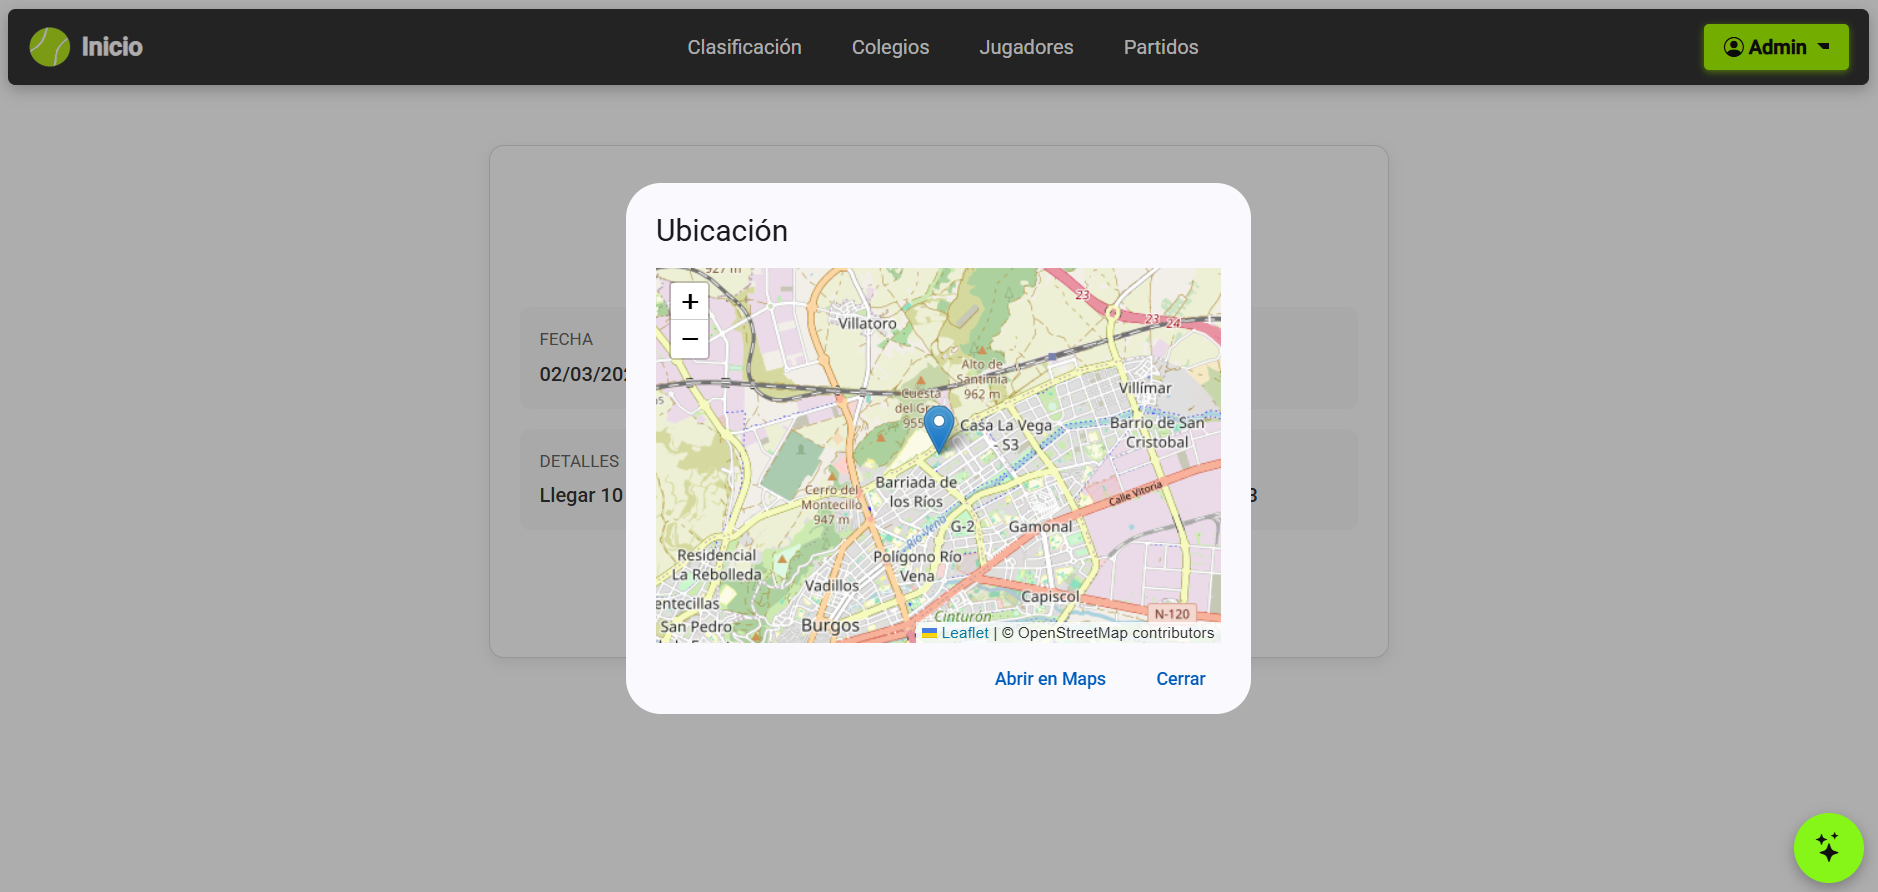 Inicio
Clasificación
Colegios
Jugadores
Partidos
Admin
Ubicación
+
−
927 m
Villatoro
23
23
24
Alto de
Santimia
962 m
Cuesta
955
Villímar
Casa La Vega
- S3
Barrio de San
Cristobal
Barriada de
los Ríos
Calle Vitoria
Cerro del
Montecillo
947 m
G-2
Gamonal
Río Vena
Residencial
La Rebolleda
Polígono Río
Vena
Vadillos
Capiscol
entecillas
San Pedro
Burgos
Cinturón
N-120
Leaflet | © OpenStreetMap contributors
Abrir en Maps
Cerrar
FECHA
02/03/20
DETALLES
Llegar 10
3